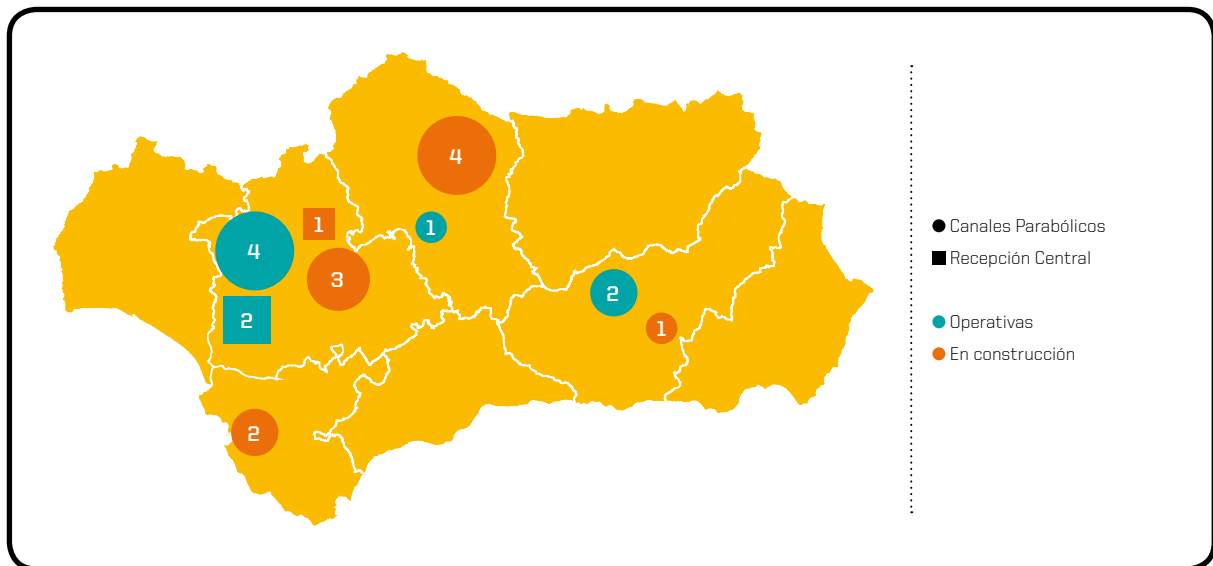 4
1
1
4
3
2
2
1
2
Canales Parabólicos
Recepción Central
Operativas
En construcción